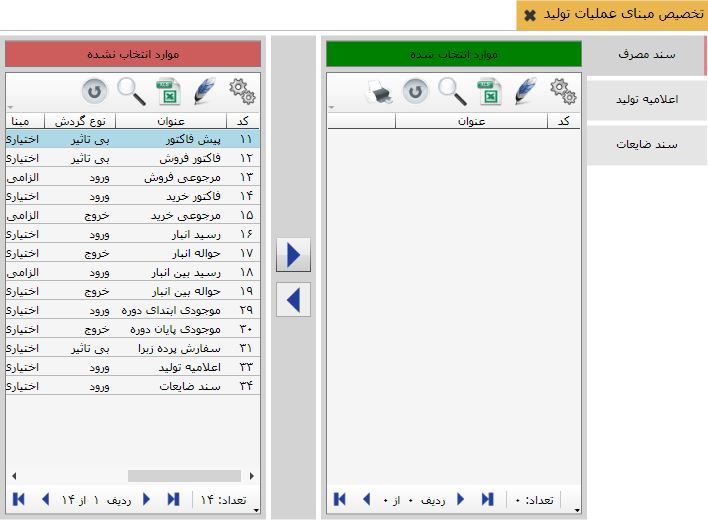 تخصیص مبنای عملیات تولید
سند مصرف
اعلامیه تولید
سند ضایعات
موارد انتخاب شده
کد عنوان
تعداد: ۰ ردیف ۰ از ۰
موارد انتخاب نشده
کد عنوان نوع گردش مبنا
۱۱ پیش فاکتور بی تاثیر اختیاری
۱۲ فاکتور فروش بی تاثیر اختیاری
۱۳ مرجوعی فروش ورود الزامی
۱۴ فاکتور خرید ورود اختیاری
۱۵ مرجوعی خرید خروج الزامی
۱۶ رسید انبار ورود اختیاری
۱۷ حواله انبار خروج اختیاری
۱۸ رسید بین انبار ورود الزامی
۱۹ حواله بین انبار خروج اختیاری
۲۹ موجودی ابتدای دوره ورود اختیاری
۳۰ موجودی پایان دوره خروج اختیاری
۳۱ سفارش پرده زبرا بی تاثیر اختیاری
۳۳ اعلامیه تولید ورود اختیاری
۳۴ سند ضایعات ورود اختیاری
تعداد: ۱۴ ردیف ۱ از ۱۴